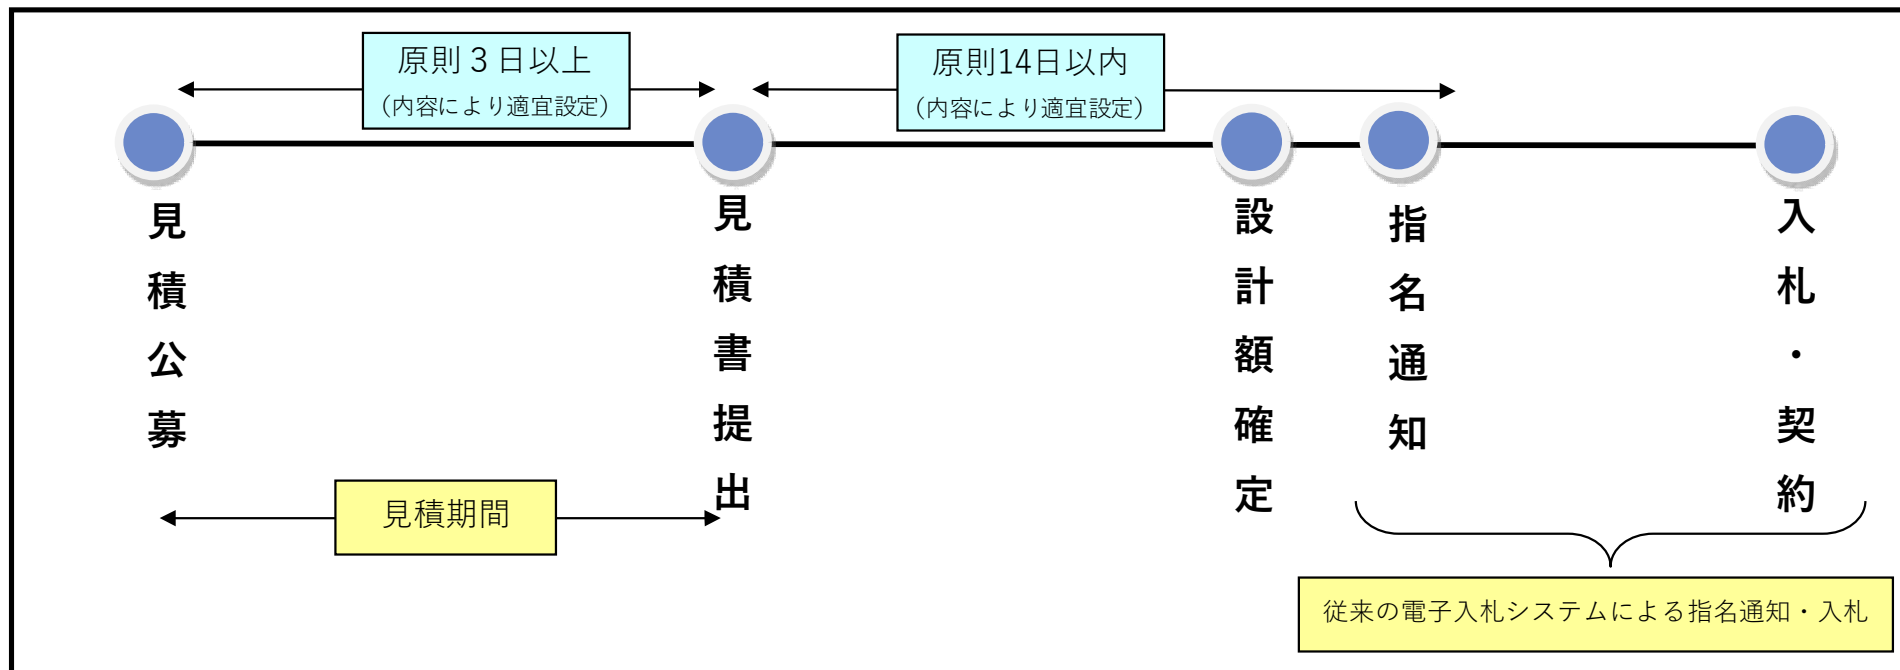 原則３日以上
（内容により適宜設定）
原則14日以内
（内容により適宜設定）
見積公募
見積書提出
設計額確定
指名通知
入札・契約
見積期間
従来の電子入札システムによる指名通知・入札